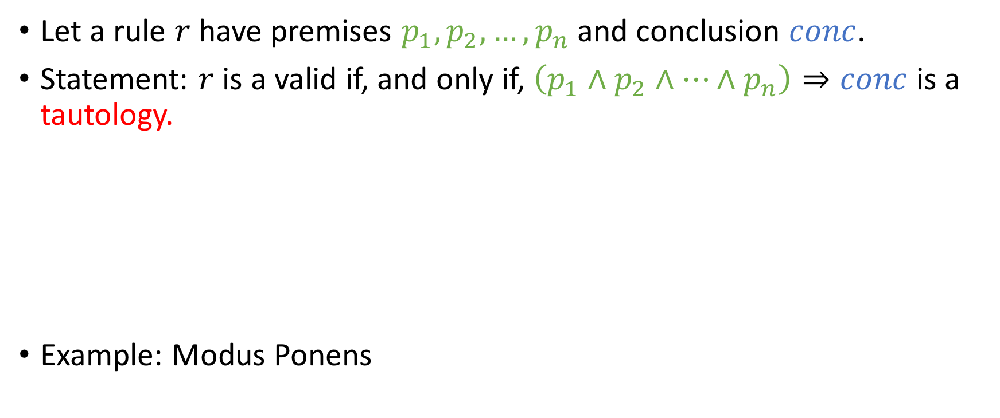 • Let a rule 𝑟 have premises 𝑝₁, 𝑝₂, … , 𝑝ₙ and conclusion 𝑐𝑜𝑛𝑐.
• Statement: 𝑟 is a valid if, and only if, (𝑝₁ ∧ 𝑝₂ ∧ ⋯ ∧ 𝑝ₙ) ⇒ 𝑐𝑜𝑛𝑐 is a
tautology.
• Example: Modus Ponens